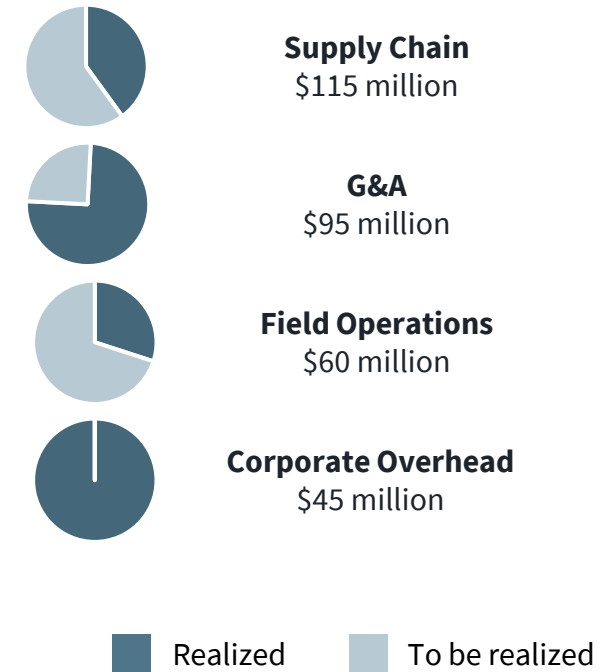 Supply Chain
$115 million
G&A
$95 million
Field Operations
$60 million
Corporate Overhead
$45 million
Realized
To be realized